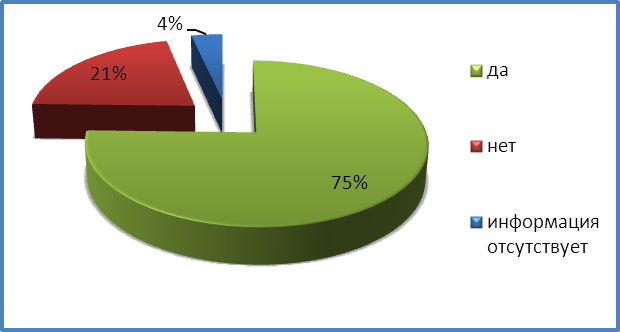 4%
21%
75%
да
нет
информация
отсутствует